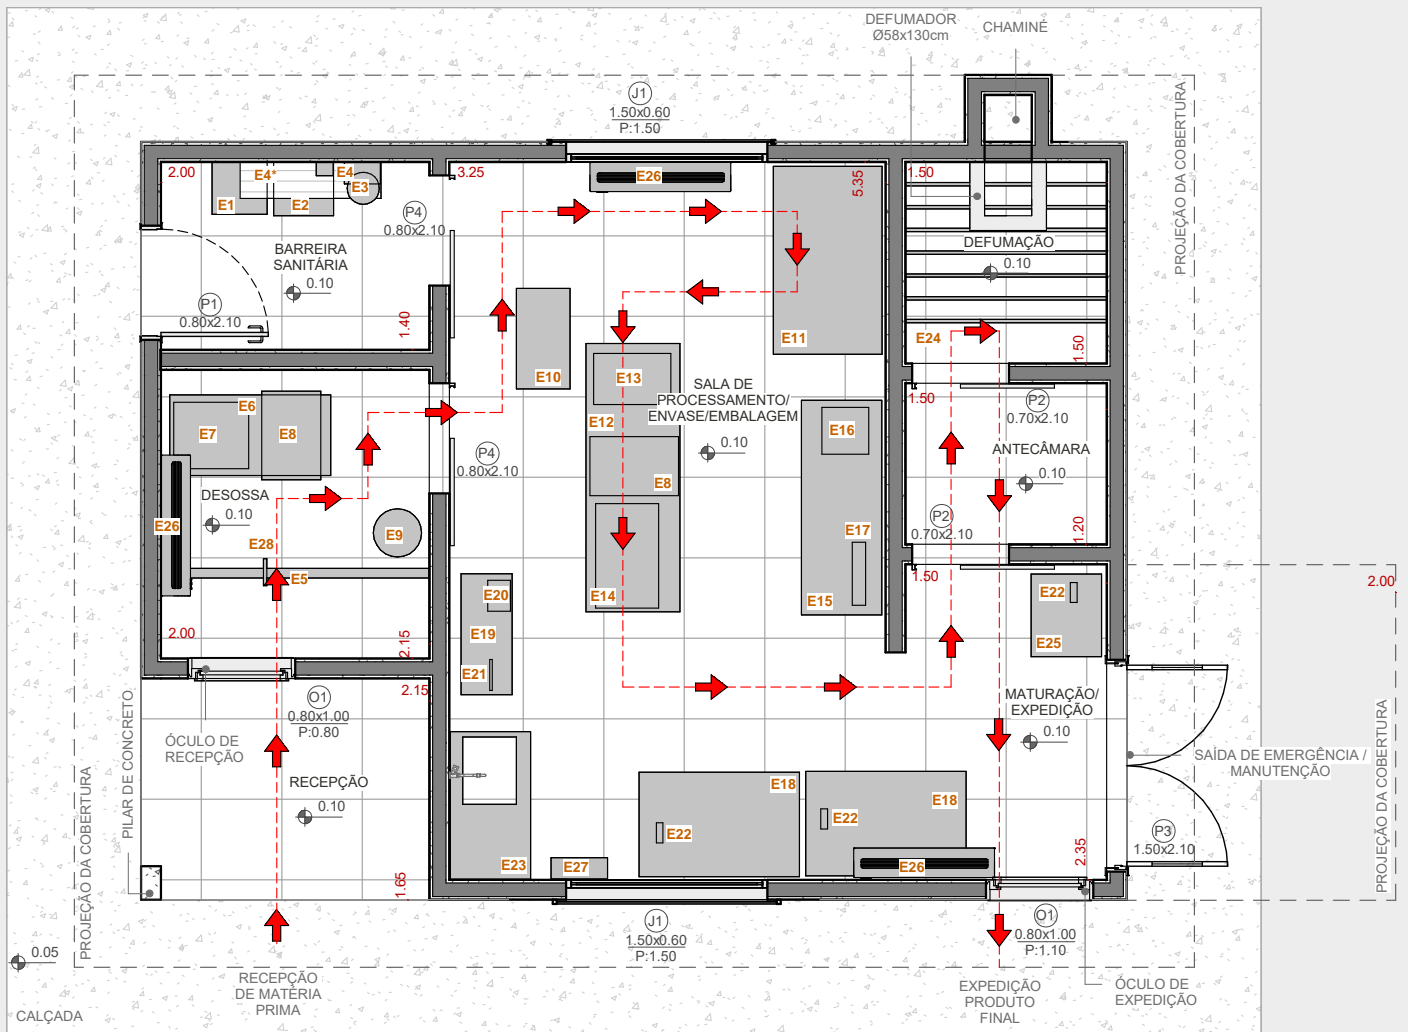 DEFUMADOR
Ø58x130cm
CHAMINÉ
J1
1.50x0.60
P:1.50
PROJEÇÃO DA COBERTURA
2.00
E4*
E4
E3
E1
E2
3.25
E26
5.35
1.50
P4
0.80x2.10
BARREIRA
SANITÁRIA
0.10
DEFUMAÇÃO
0.10
P1
0.80x2.10
1.40
E11
E24
1.50
E10
E13
SALA DE
PROCESSAMENTO/
ENVASE/EMBALAGEM
0.10
E12
1.50
P2
0.70x2.10
E6
E7
E8
E16
P4
0.80x2.10
ANTECÂMARA
0.10
E8
DESOSSA
0.10
E26
E9
P2
0.70x2.10
E17
1.20
E28
E5
E14
E15
1.50
E20
E19
E21
E22
E25
2.00
2.00
2.15
2.15
O1
0.80x1.00
P:0.80
ÓCULO DE
RECEPÇÃO
PILAR DE CONCRETO
MATURAÇÃO/
EXPEDIÇÃO
0.10
RECEPÇÃO
0.10
SAÍDA DE EMERGÊNCIA /
MANUTENÇÃO
PROJEÇÃO DA COBERTURA
PROJEÇÃO DA COBERTURA
E18
E22
E18
E22
P3
1.50x2.10
E23
E27
E26
2.35
1.65
J1
1.50x0.60
P:1.50
O1
0.80x1.00
P:1.10
0.05
RECEPÇÃO
DE MATÉRIA
PRIMA
EXPEDIÇÃO
PRODUTO
FINAL
ÓCULO DE
EXPEDIÇÃO
CALÇADA